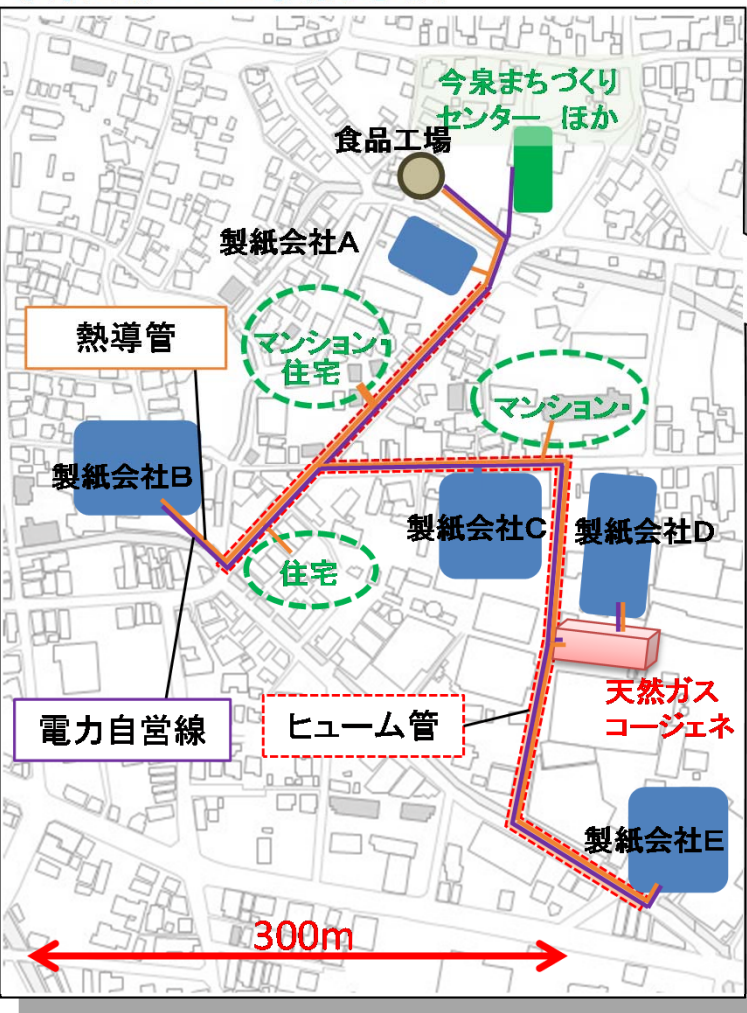 今泉まちづくり
センター ほか
食品工場
製紙会社A
熱導管
マンション・
住宅
マンション・
製紙会社B
製紙会社C
製紙会社D
住宅
天然ガス
コージェネ
電力自営線
ヒューム管
製紙会社E
300m